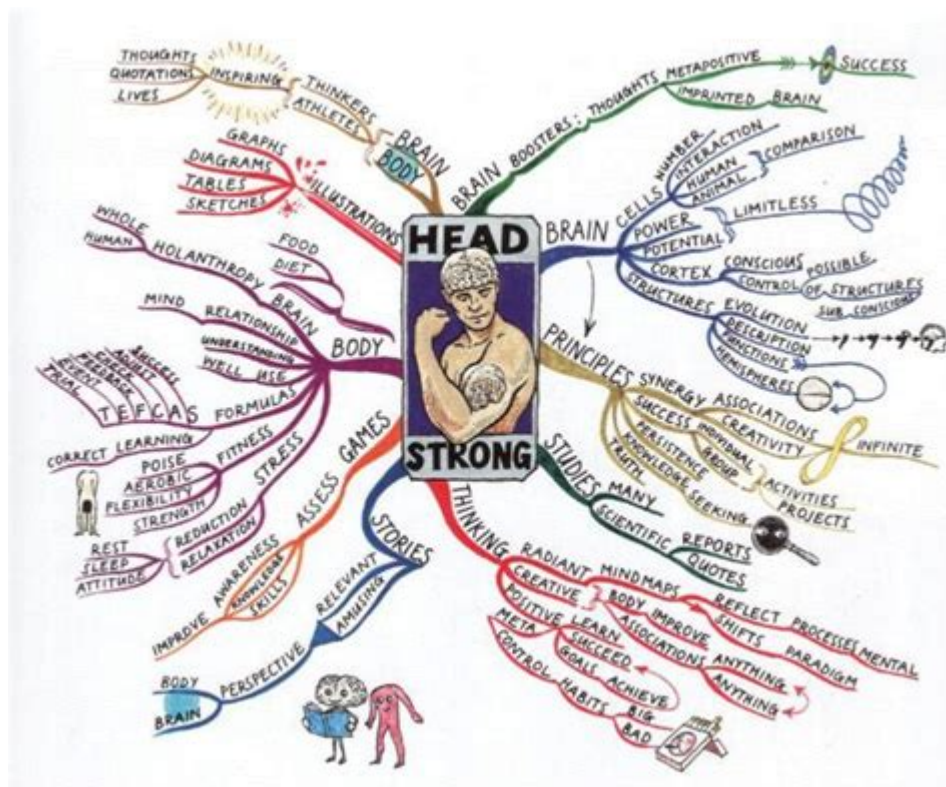 HEAD
STRONG
BRAIN BOOSTERS: THOUGHTS
METAPOSITIVE
SUCCESS
IMPRINTED BRAIN
BRAIN CELLS
NUMBER
INTERACTION
HUMAN
ANIMAL
COMPARISON
POWER
POTENTIAL
LIMITLESS
CORTEX
CONSCIOUS
CONTROL
POSSIBLE
OF STRUCTURES
SUB CONSCIOUS
STRUCTURES
EVOLUTION
DESCRIPTION
FUNCTIONS
HEMISPHERES
PRINCIPLES
SYNERGY
ASSOCIATIONS
CREATIVITY
INFINITE
SUCCESS
INDIVIDUAL
GROUP
ACTIVITIES
PERSISTENCE
KNOWLEDGE
SEEKING
PROJECTS
TRUTH
STUDIES
MANY
SCIENTIFIC
REPORTS
QUOTES
THINKING
RADIANT
MINDMAPS
REFLECT PROCESSES MENTAL
SHIFTS PARADIGM
CREATIVE
BODY IMPROVE
ASSOCIATIONS
ANYTHING
ANYTHING
POSITIVE
LEARN
SUCCEED
META
GOALS ACHIEVE
CONTROL HABITS
BIG
BAD
STORIES
RELEVANT
AMUSING
PERSPECTIVE
BODY
BRAIN
GAMES
ASSESS
AWARENESS
KNOWLEDGE
SKILLS
IMPROVE
BODY
FOOD
DIET
BRAIN
HOLANTHROPY
WHOLE
HUMAN
RELATIONSHIP
MIND
UNDERSTANDING
WELL USE
FORMULAS
TEFCAS
SUCCESS
ADJUST
CHECK
FEEDBACK
EVENT
TRIAL
CORRECT LEARNING
FITNESS
POISE
AEROBIC
FLEXIBILITY
STRENGTH
STRESS
REDUCTION
RELAXATION
REST
SLEEP
ATTITUDE
ILLUSTRATIONS
GRAPHS
DIAGRAMS
TABLES
SKETCHES
BRAIN
BODY
THINKERS
ATHLETES
INSPIRING
THOUGHTS
QUOTATIONS
LIVES